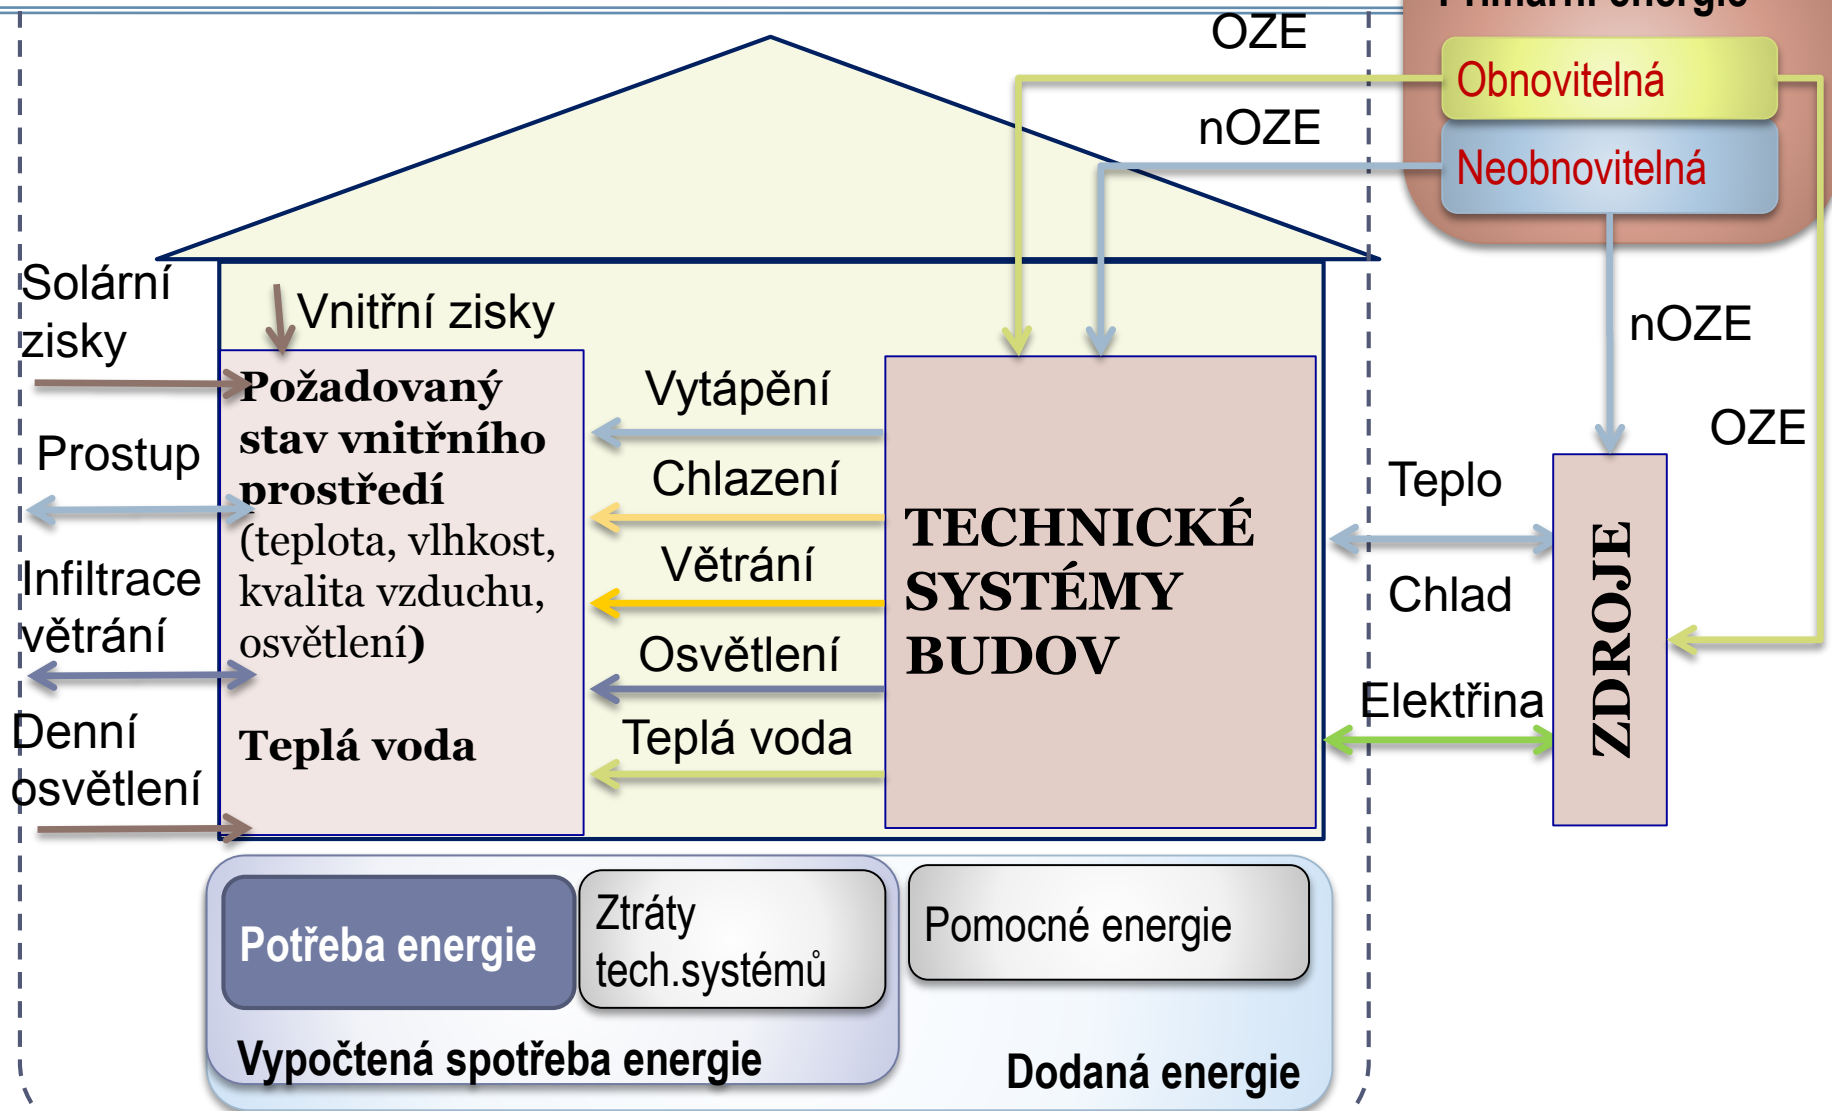 Primární energie
OZE
Obnovitelná
nOZE
Neobnovitelná
Solární
zisky
Vnitřní zisky
nOZE
OZE
Prostup
Infiltrace
větrání
Denní
osvětlení
Požadovaný
stav vnitřního
prostředí
(teplota, vlhkost,
kvalita vzduchu,
osvětlení)
Teplá voda
Vytápění
Chlazení
Větrání
Osvětlení
Teplá voda
TECHNICKÉ
SYSTÉMY
BUDOV
Teplo
Chlad
Elektřina
ZDROJE
Potřeba energie
Ztráty
tech.systémů
Pomocné energie
Vypočtená spotřeba energie
Dodaná energie